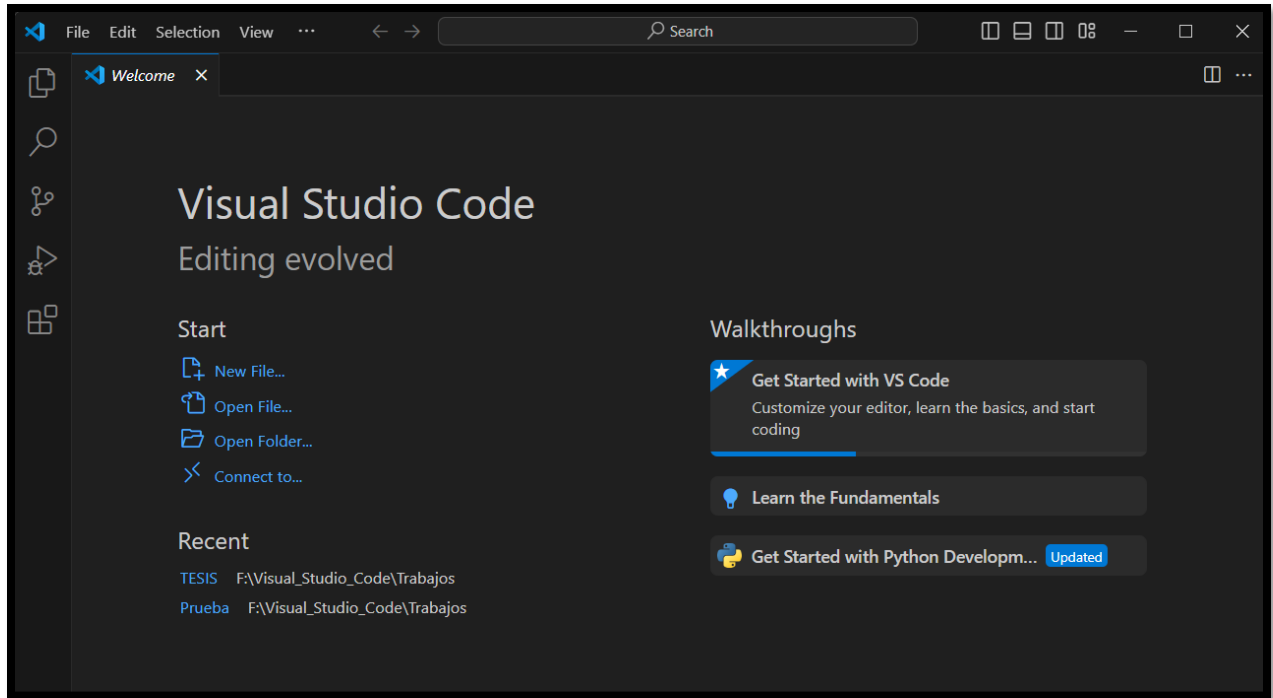 File Edit Selection View ··· Search
Welcome
Visual Studio Code
Editing evolved
Start
New File...
Open File...
Open Folder...
Connect to...
Recent
TESIS F:\Visual_Studio_Code\Trabajos
Prueba F:\Visual_Studio_Code\Trabajos
Walkthroughs
Get Started with VS Code
Customize your editor, learn the basics, and start
coding
Learn the Fundamentals
Get Started with Python Developm... Updated